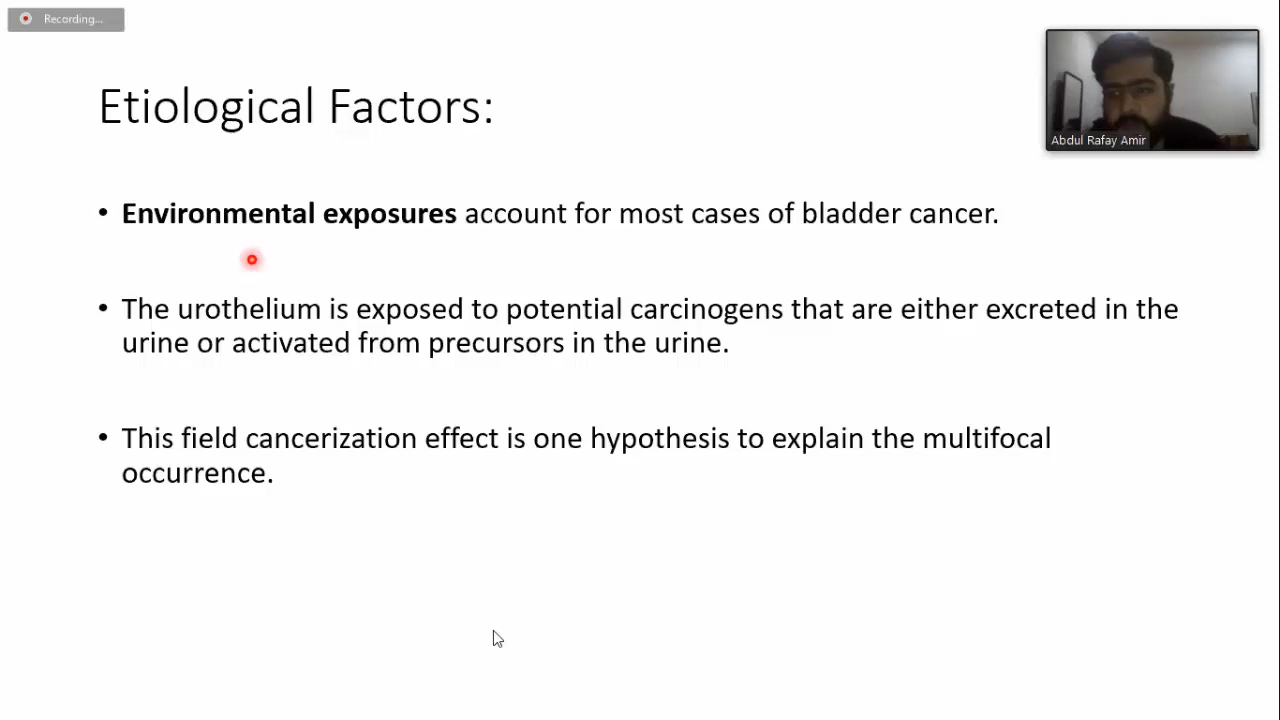 Recording...
Etiological Factors:
Abdul Rafay Amir
• Environmental exposures account for most cases of bladder cancer.
• The urothelium is exposed to potential carcinogens that are either excreted in the
urine or activated from precursors in the urine.
• This field cancerization effect is one hypothesis to explain the multifocal
occurrence.